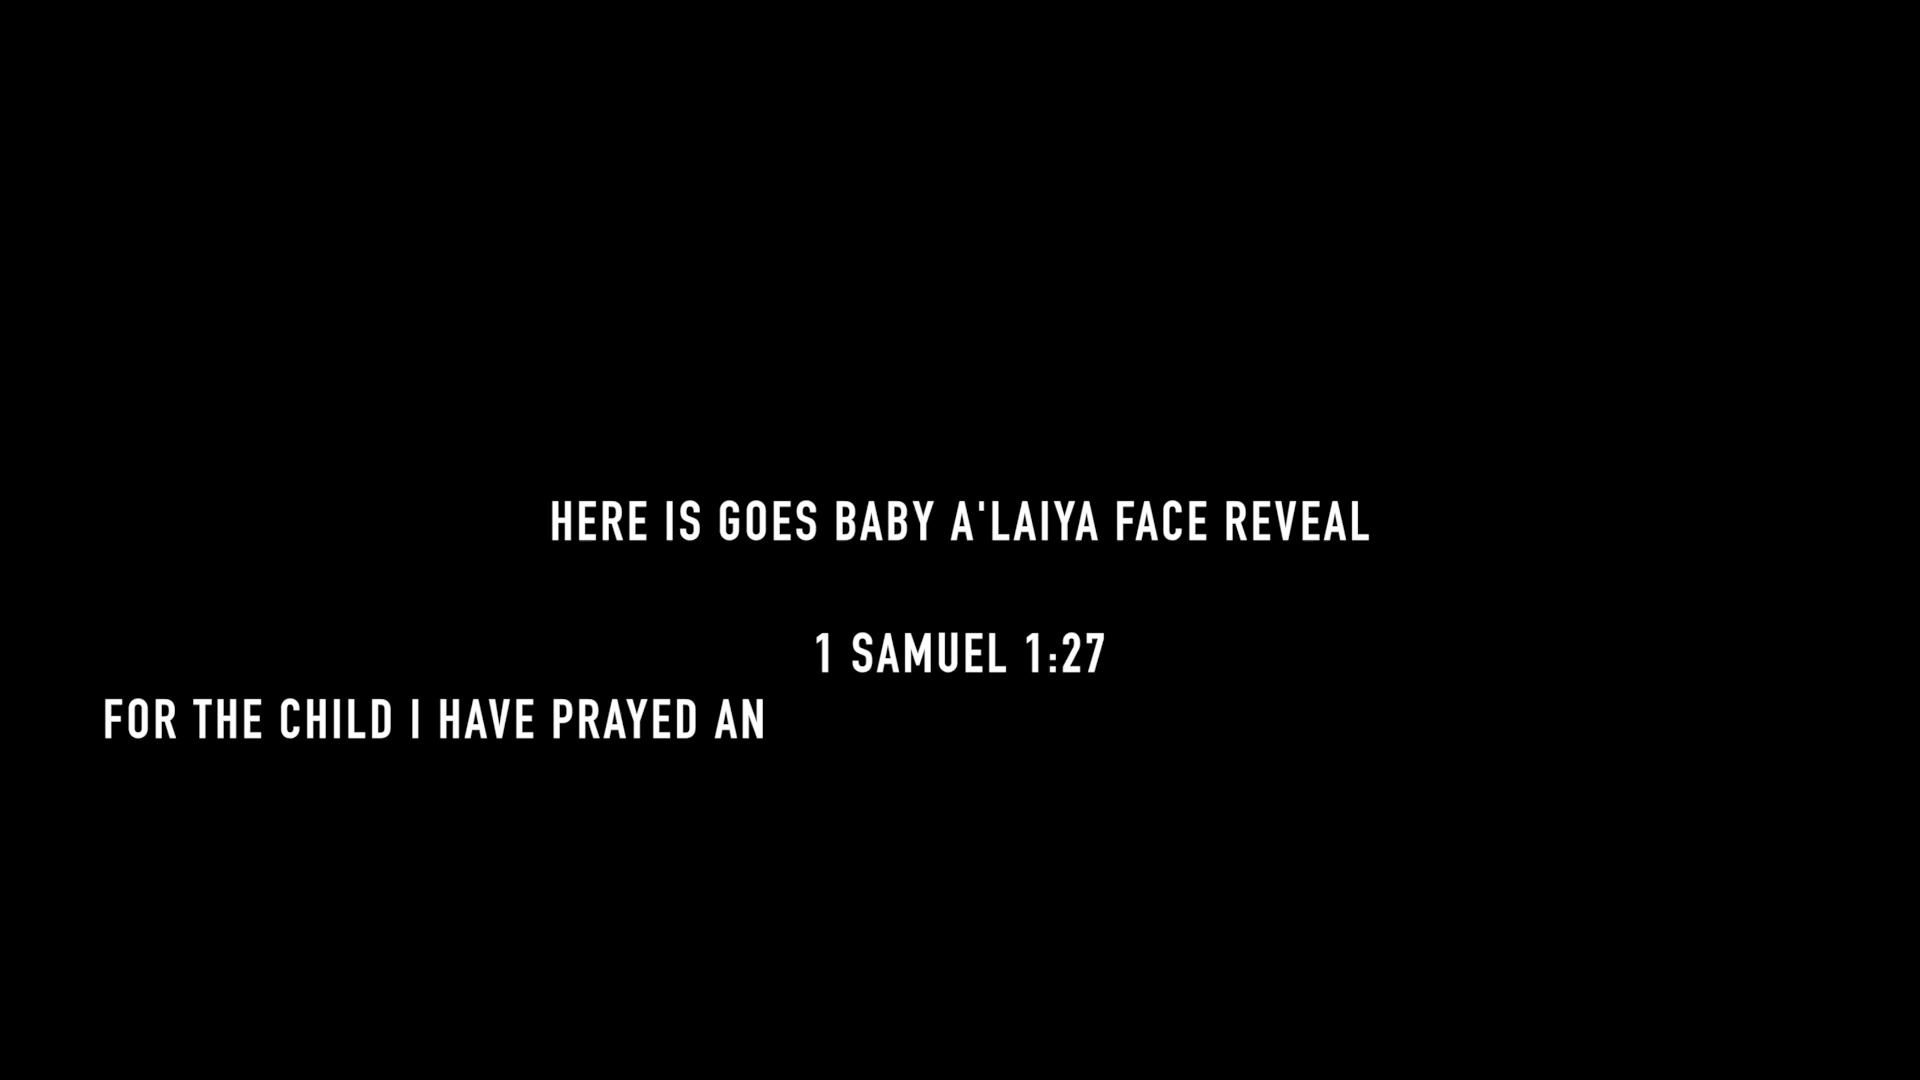 HERE IS GOES BABY A'LAIYA FACE REVEAL
1 SAMUEL 1:27
FOR THE CHILD I HAVE PRAYED AN